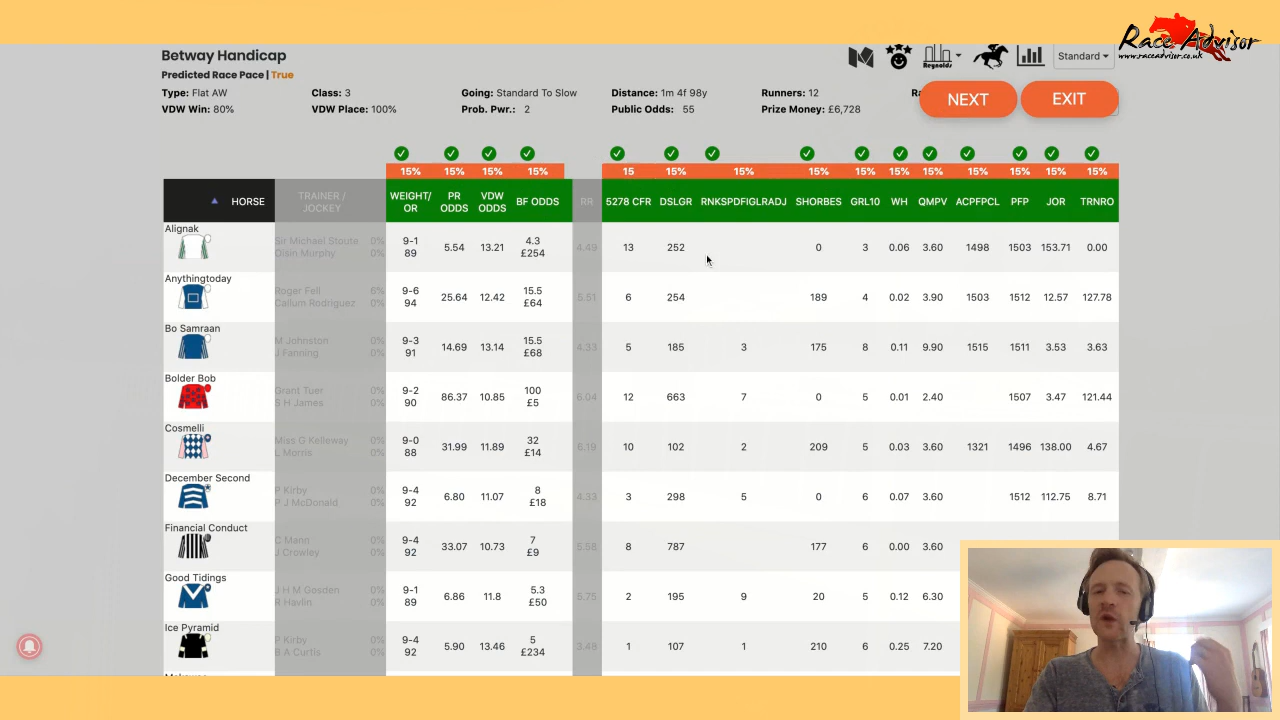 Race Advisor
www.raceadvisor.co.uk
Betway Handicap
Predicted Race Pace | True
Reynolds
Standard
Type: Flat AW Class: 3 Going: Standard To Slow Distance: 1m 4f 98y Runners: 12 Ra
VDW Win: 80% VDW Place: 100% Prob. Pwr.: 2 Public Odds: 55 Prize Money: £6,728
NEXT EXIT
15% 15% 15% 15% 15 15% 15% 15% 15% 15% 15% 15% 15% 15% 15%
HORSE TRAINER / JOCKEY WEIGHT/ OR PR ODDS VDW ODDS BF ODDS RR 5278 CFR DSLGR RNKSPDFIGLRADJ SHORBES GRL10 WH QMPV ACPFPCL PFP JOR TRNRO
Alignak
Sir Michael Stoute 0% 9-1 4.3
5.54 13.21 4.49 13 252 0 3 0.06 3.60 1498 1503 153.71 0.00
Oisin Murphy 0% 89 £254
Anythingtoday
Roger Fell 6% 9-6 15.5
25.64 12.42 5.51 6 254 189 4 0.02 3.90 1503 1512 12.57 127.78
Callum Rodriguez 0% 94 £64
Bo Samraan
M Johnston 0% 9-3 15.5
14.69 13.14 4.33 5 185 3 175 8 0.11 9.90 1515 1511 3.53 3.63
J Fanning 0% 91 £68
Bolder Bob
Grant Tuer 0% 9-2 100
86.37 10.85 6.04 12 663 7 0 5 0.01 2.40 1507 3.47 121.44
S H James 0% 90 £5
Cosmelli
Miss G Kelleway 0% 9-0 32
31.99 11.89 6.19 10 102 2 209 5 0.03 3.60 1321 1496 138.00 4.67
L Morris 0% 88 £14
December Second
P Kirby 0% 9-4 8
6.80 11.07 4.33 3 298 5 0 6 0.07 3.60 1512 112.75 8.71
P J McDonald 0% 92 £18
Financial Conduct
C Mann 0% 9-4 7
33.07 10.73 5.58 8 787 177 6 0.00 3.60
J Crowley 0% 92 £9
Good Tidings
J H M Gosden 0% 9-1 5.3
6.86 11.8 5.75 2 195 9 20 5 0.12 6.30
R Havlin 0% 89 £50
Ice Pyramid
P Kirby 0% 9-4 5
5.90 13.46 3.49 1 107 1 210 6 0.25 7.20
B A Curtis 0% 92 £234